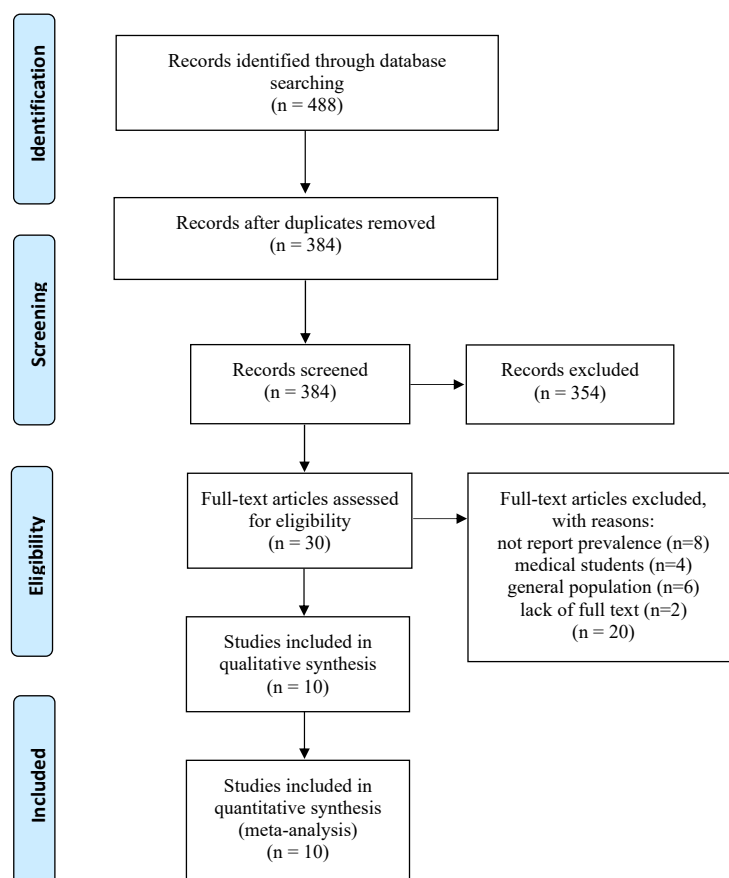 Identification
Records identified through database
searching
(n = 488)
Records after duplicates removed
(n = 384)
Screening
Records screened
(n = 384)
Records excluded
(n = 354)
Eligibility
Full-text articles assessed
for eligibility
(n = 30)
Full-text articles excluded,
with reasons:
not report prevalence (n=8)
medical students (n=4)
general population (n=6)
lack of full text (n=2)
(n = 20)
Studies included in
qualitative synthesis
(n = 10)
Included
Studies included in
quantitative synthesis
(meta-analysis)
(n = 10)